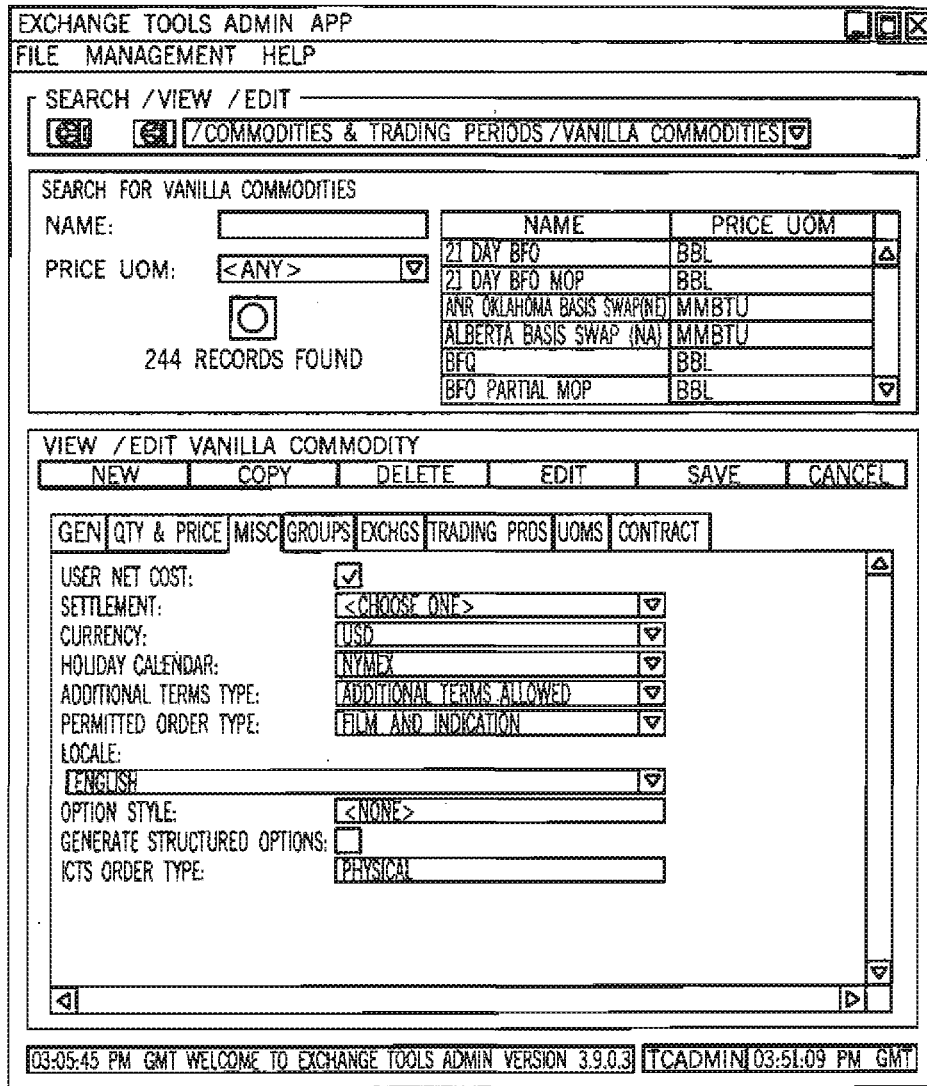 EXCHANGE TOOLS ADMIN APP
FILE MANAGEMENT HELP
SEARCH /VIEW /EDIT
/COMMODITIES & TRADING PERIODS /VANILLA COMMODITIES
SEARCH FOR VANILLA COMMODITIES
NAME:
PRICE UOM: <ANY>
244 RECORDS FOUND
NAME PRICE UOM
21 DAY BFO BBL
21 DAY BFO MOP BBL
ANR OKLAHOMA BASIS SWAP(NE) MMBTU
ALBERTA BASIS SWAP (NA) MMBTU
BFO BBL
BFO PARTIAL MOP BBL
VIEW /EDIT VANILLA COMMODITY
NEW COPY DELETE EDIT SAVE CANCEL
GEN QTY & PRICE MISC GROUPS EXCHGS TRADING PRDS UOMS CONTRACT
USER NET COST:
SETTLEMENT: <CHOOSE ONE>
CURRENCY: USD
HOLIDAY CALENDAR: NYMEX
ADDITIONAL TERMS TYPE: ADDITIONAL TERMS ALLOWED
PERMITTED ORDER TYPE: FILM AND INDICATION
LOCALE:
ENGLISH
OPTION STYLE: <NONE>
GENERATE STRUCTURED OPTIONS:
ICTS ORDER TYPE: PHYSICAL
03:05:45 PM GMT WELCOME TO EXCHANGE TOOLS ADMIN VERSION 3.9.0.3 TCADMIN 03:51:09 PM GMT